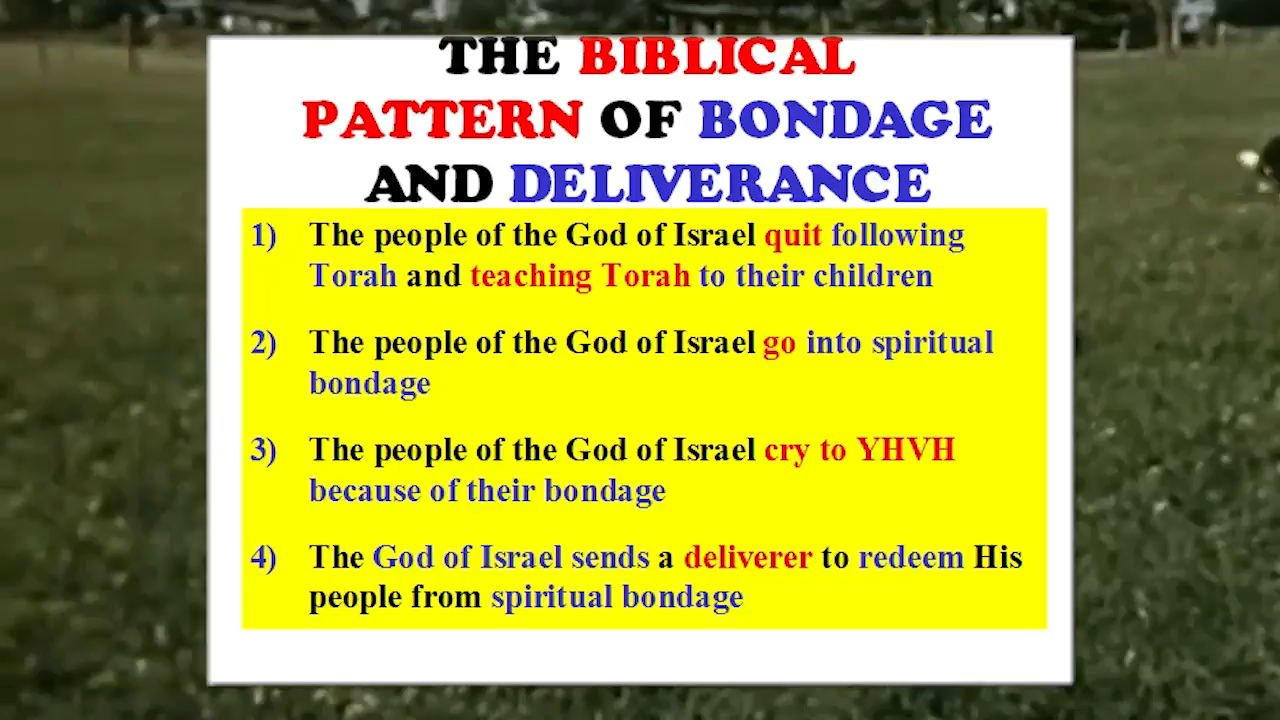 THE BIBLICAL
PATTERN OF BONDAGE
AND DELIVERANCE
1) The people of the God of Israel quit following
Torah and teaching Torah to their children
2) The people of the God of Israel go into spiritual
bondage
3) The people of the God of Israel cry to YHVH
because of their bondage
4) The God of Israel sends a deliverer to redeem His
people from spiritual bondage